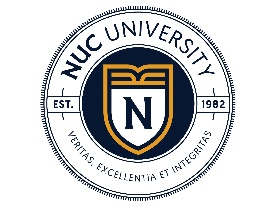 NUC UNIVERSITY
EST. 1982
N
VERITAS, EXCELLENTIA ET INTEGRITAS